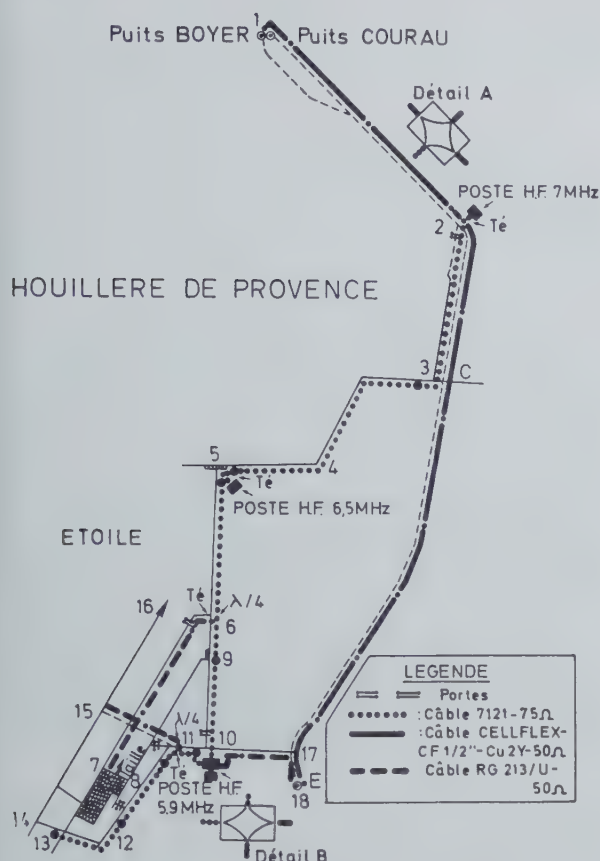 1
Puits BOYER Puits COURAU
Détail A
POSTE H.F. 7MHz
2 Té
HOUILLERE DE PROVENCE
3 C
5
4
Té
POSTE H.F. 6,5MHz
ETOILE
16 Té λ/4
6
9
15
λ/4
11 10 17
7 Taille
8 Té
POSTE H.F
5.9 MHz
E
18
14
13 12
Détail B
LEGENDE
Portes
:Câble 7121-75Ω
:Câble CELLFLEX-
CF 1/2"-Cu2Y-50Ω
Câble RG 213/U-
50Ω